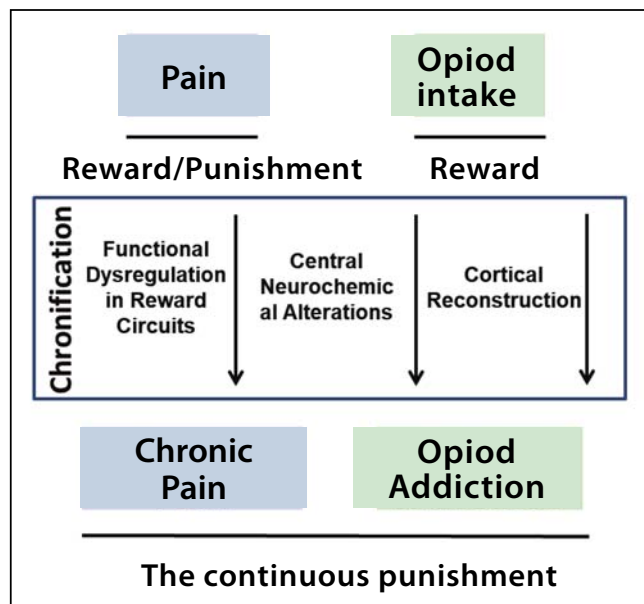 Pain
Opiod
intake
Reward/Punishment
Reward
Chronification
Functional
Dysregulation
in Reward
Circuits
Central
Neurochemic
al Alterations
Cortical
Reconstruction
Chronic
Pain
Opiod
Addiction
The continuous punishment